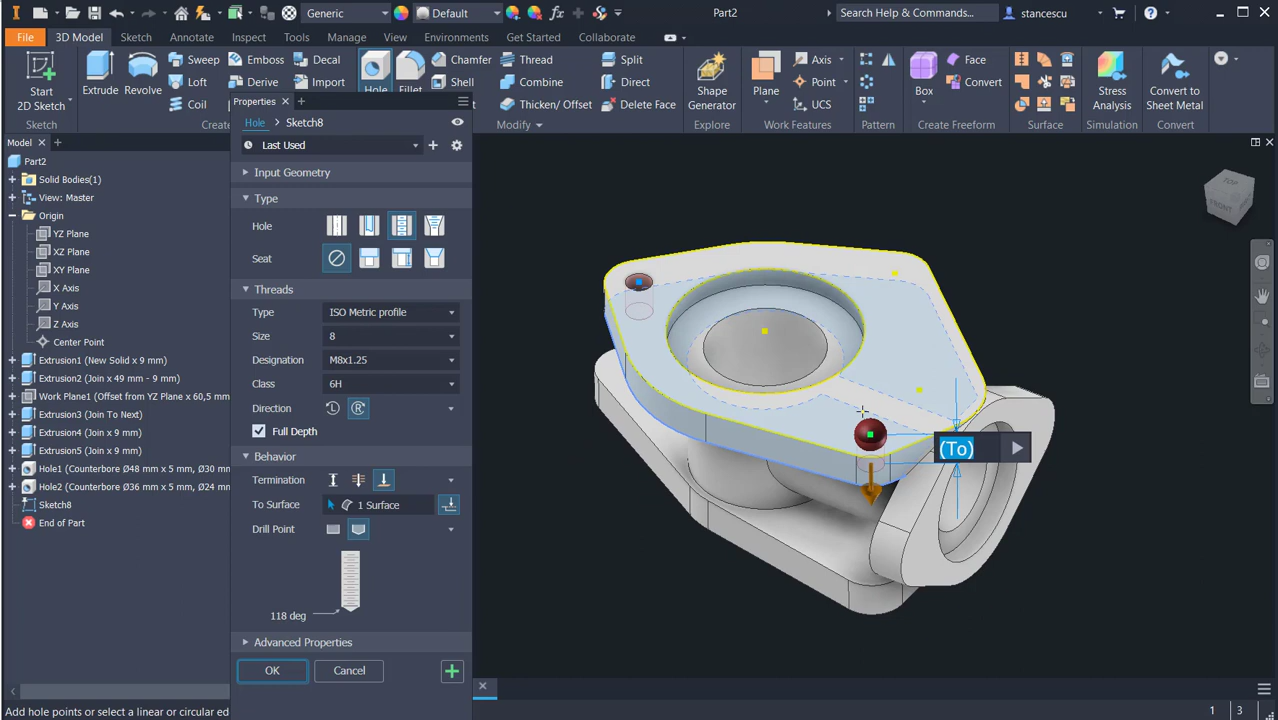 Generic
Default
Part2
Search Help & Commands...
stancescu
File
3D Model
Sketch
Annotate
Inspect
Tools
Manage
View
Environments
Get Started
Collaborate
Start
2D Sketch
Extrude
Revolve
Sweep
Loft
Coil
Emboss
Derive
Decal
Import
Hole
Fillet
Chamfer
Shell
Thread
Combine
Thicken/ Offset
Split
Direct
Delete Face
Shape
Generator
Plane
Axis
Point
UCS
Box
Face
Convert
Stress
Analysis
Convert to
Sheet Metal
Sketch
Modify
Explore
Work Features
Pattern
Create Freeform
Surface
Simulation
Convert
Model
Part2
Solid Bodies(1)
View: Master
Origin
YZ Plane
XZ Plane
XY Plane
X Axis
Y Axis
Z Axis
Center Point
Extrusion1 (New Solid x 9 mm)
Extrusion2 (Join x 49 mm - 9 mm)
Work Plane1 (Offset from YZ Plane x 60,5 mm
Extrusion3 (Join To Next)
Extrusion4 (Join x 9 mm)
Extrusion5 (Join x 9 mm)
Hole1 (Counterbore Ø48 mm x 5 mm, Ø30 mm
Hole2 (Counterbore Ø36 mm x 5 mm, Ø24 mm
Sketch8
End of Part
Properties
Hole > Sketch8
Last Used
Input Geometry
Type
Hole
Seat
Threads
Type ISO Metric profile
Size 8
Designation M8x1.25
Class 6H
Direction
Full Depth
Behavior
Termination
To Surface 1 Surface
Drill Point
118 deg
Advanced Properties
OK
Cancel
TOP
FRONT
(To)
Add hole points or select a linear or circular ed
1
3